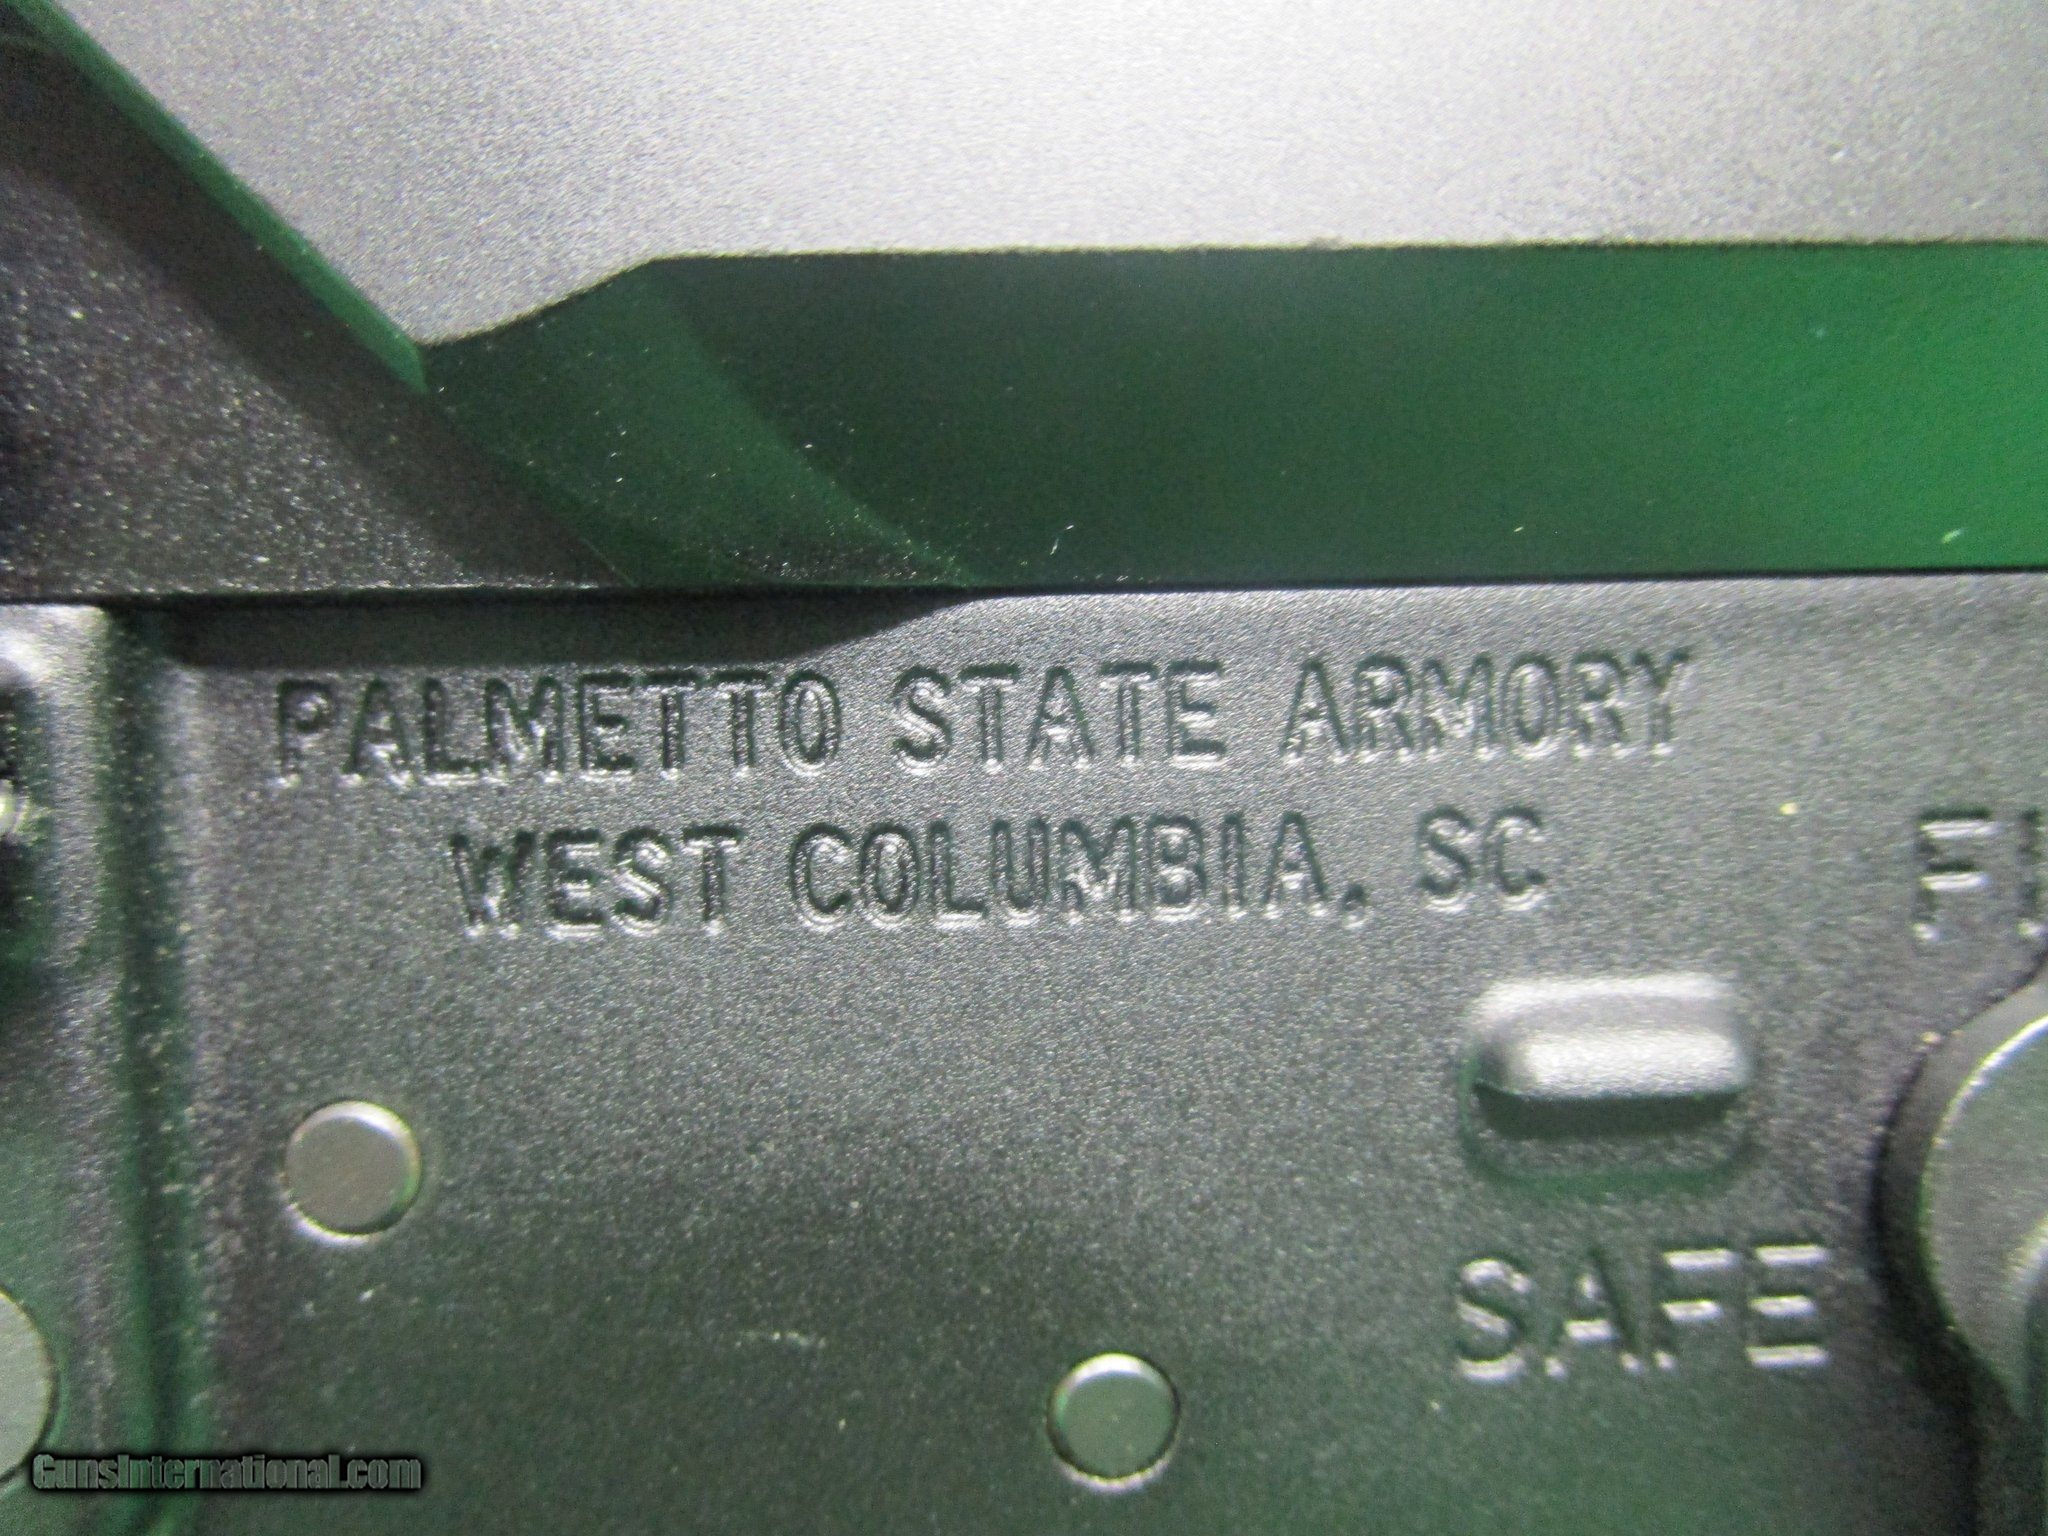 PALMETTO STATE ARMORY
WEST COLUMBIA, SC
SAFE
GunsInternational.com